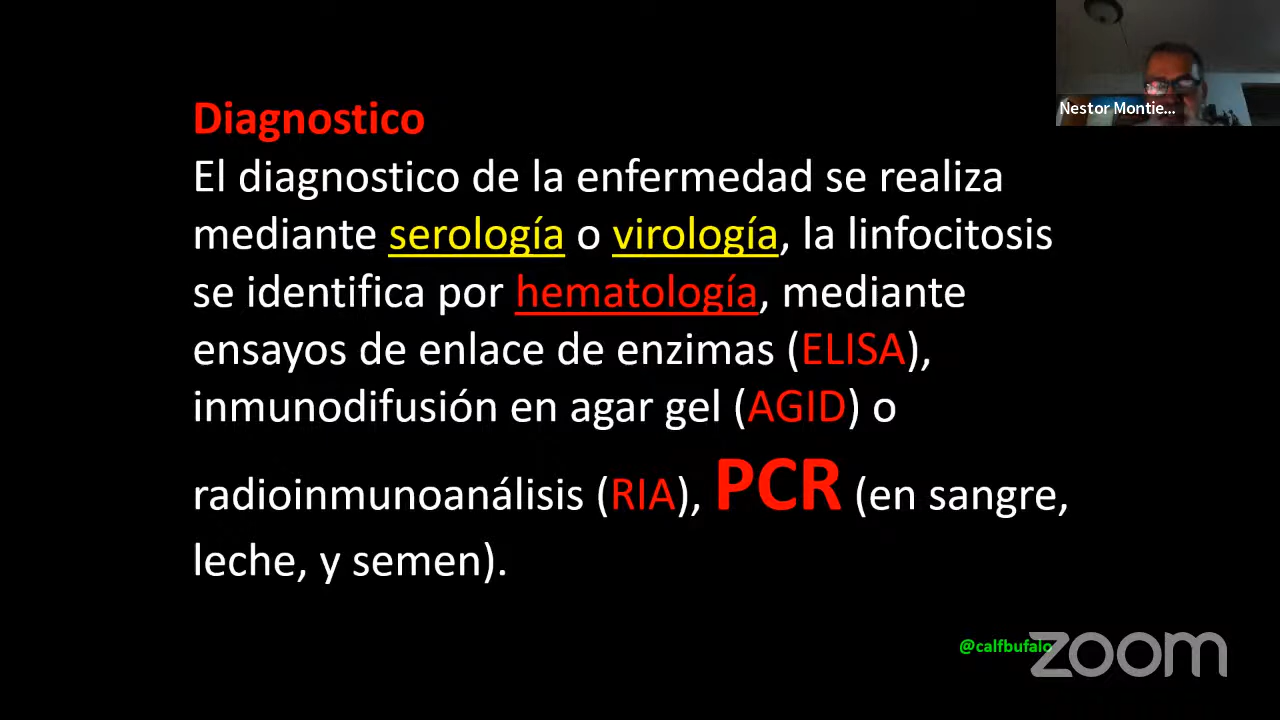 Nestor Montie...
Diagnostico
El diagnostico de la enfermedad se realiza
mediante serología o virología, la linfocitosis
se identifica por hematología, mediante
ensayos de enlace de enzimas (ELISA),
inmunodifusión en agar gel (AGID) o
radioinmunoanálisis (RIA), PCR (en sangre,
leche, y semen).
@calfbufalo
zoom